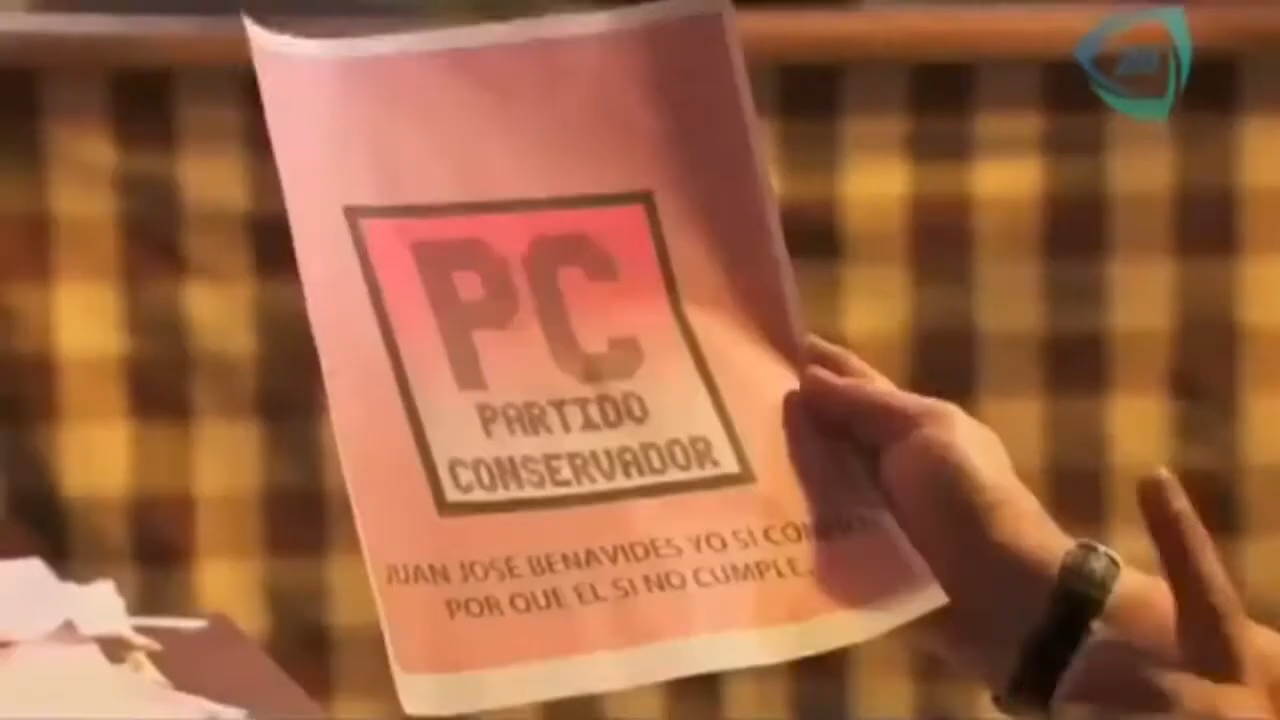 PC
PARTIDO
CONSERVADOR
JUAN JOSE BENAVIDES YO SI
POR QUE EL SI NO CUMPLE.